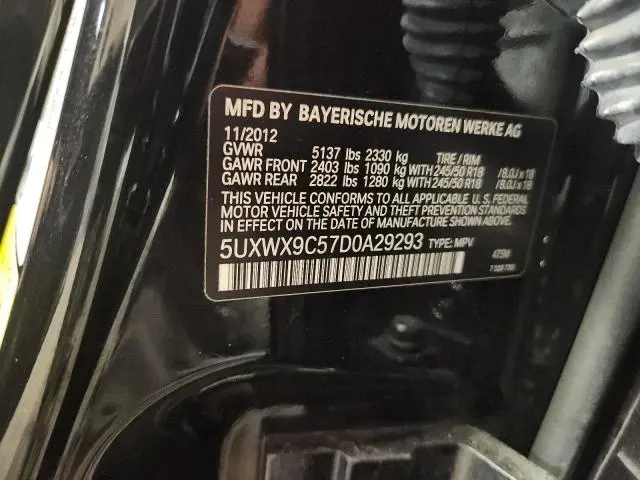 MFD BY BAYERISCHE MOTOREN WERKE AG
11/2012
GVWR 5137 lbs 2330 kg TIRE / RIM
GAWR FRONT 2403 lbs 1090 kg WITH 245/50 R18 /8.0J x 18
GAWR REAR 2822 lbs 1280 kg WITH 245/50 R18 /8.0J x 18
THIS VEHICLE CONFORMS TO ALL APPLICABLE U. S. FEDERAL
MOTOR VEHICLE SAFETY AND THEFT PREVENTION STANDARDS
IN EFFECT ON THE DATE OF MANUFACTURE SHOWN ABOVE.
5UXWX9C57D0A29293 TYPE: MPV 475M